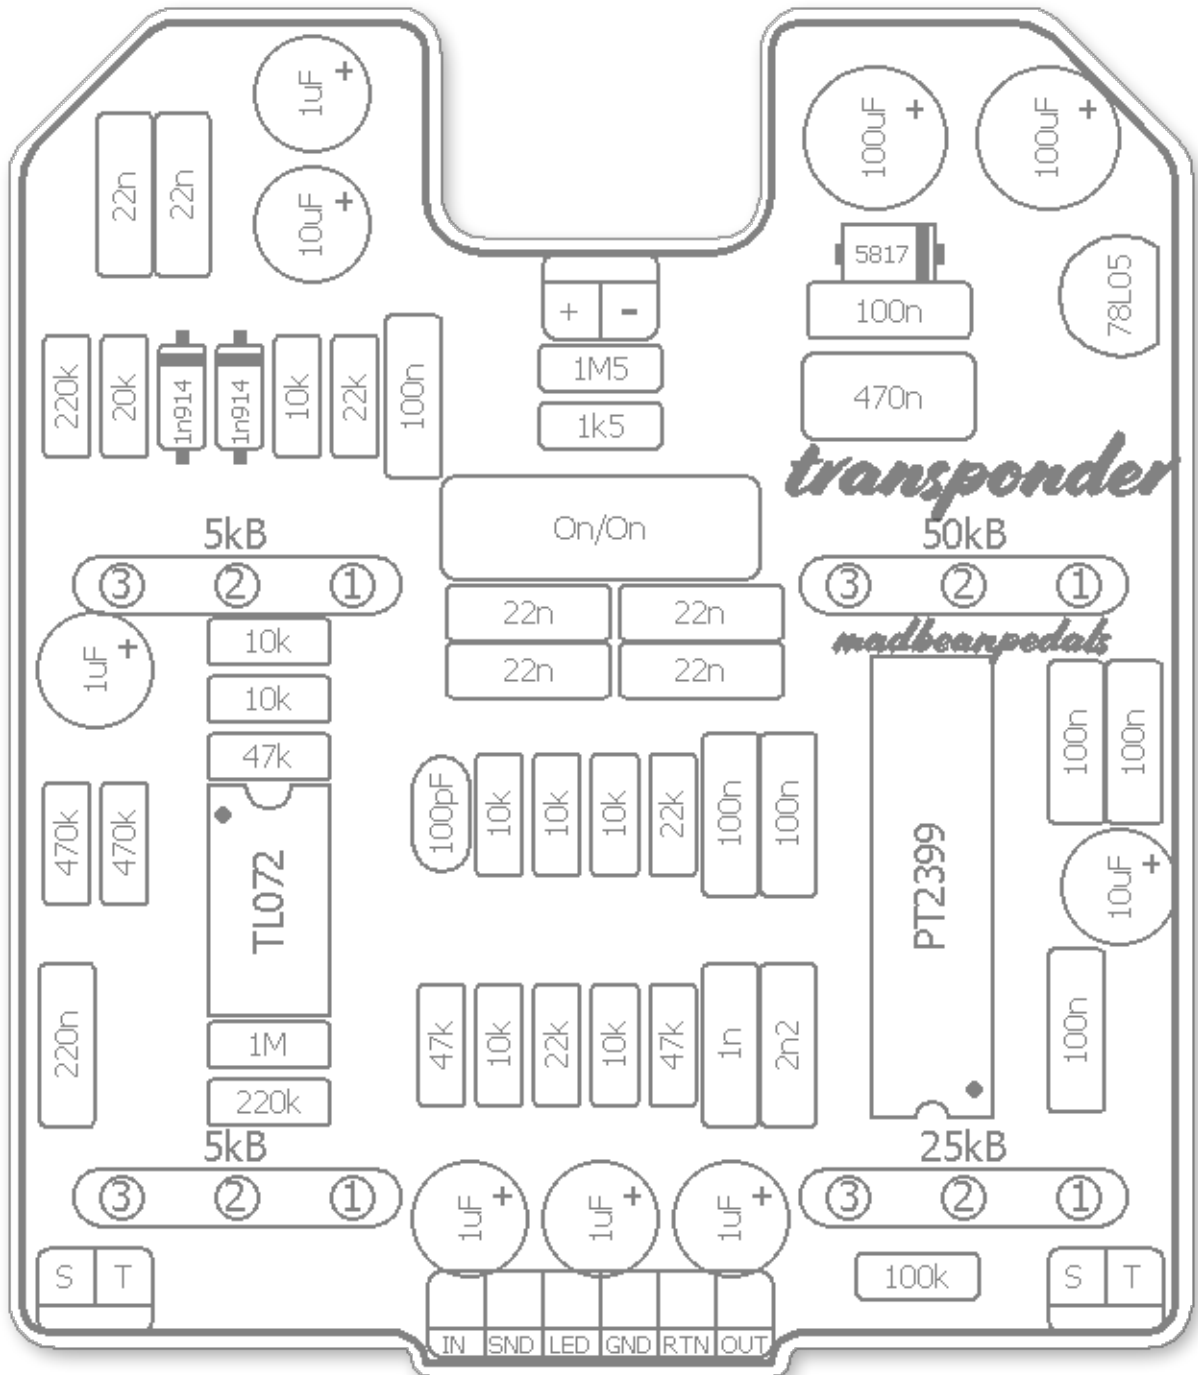 1uF +
100uF +
100uF +
22n
22n
10uF +
5817
78L05
100n
+ -
220k
20k
1n914
1n914
10k
22k
100n
1M5
470n
1k5
transponder
On/On
5kB
50kB
3 2 1
3 2 1
22n
22n
10k
madbeanpedals
1uF +
22n
22n
10k
47k
100n
100n
470k
470k
TL072
100pF
10k
10k
10k
22k
100n
100n
PT2399
10uF +
220n
1M
47k
10k
22k
10k
47k
1n
2n2
100n
220k
5kB
25kB
3 2 1
3 2 1
1uF +
1uF +
1uF +
S T
100k
S T
IN SND LED GND RTN OUT